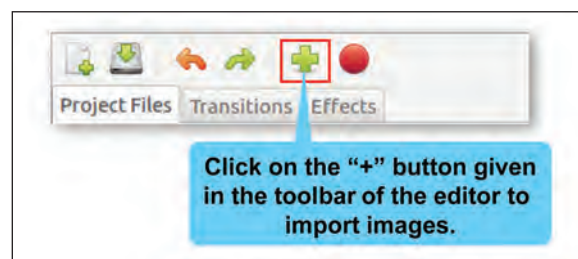 Project Files Transitions Effects
Click on the “+” button given
in the toolbar of the editor to
import images.